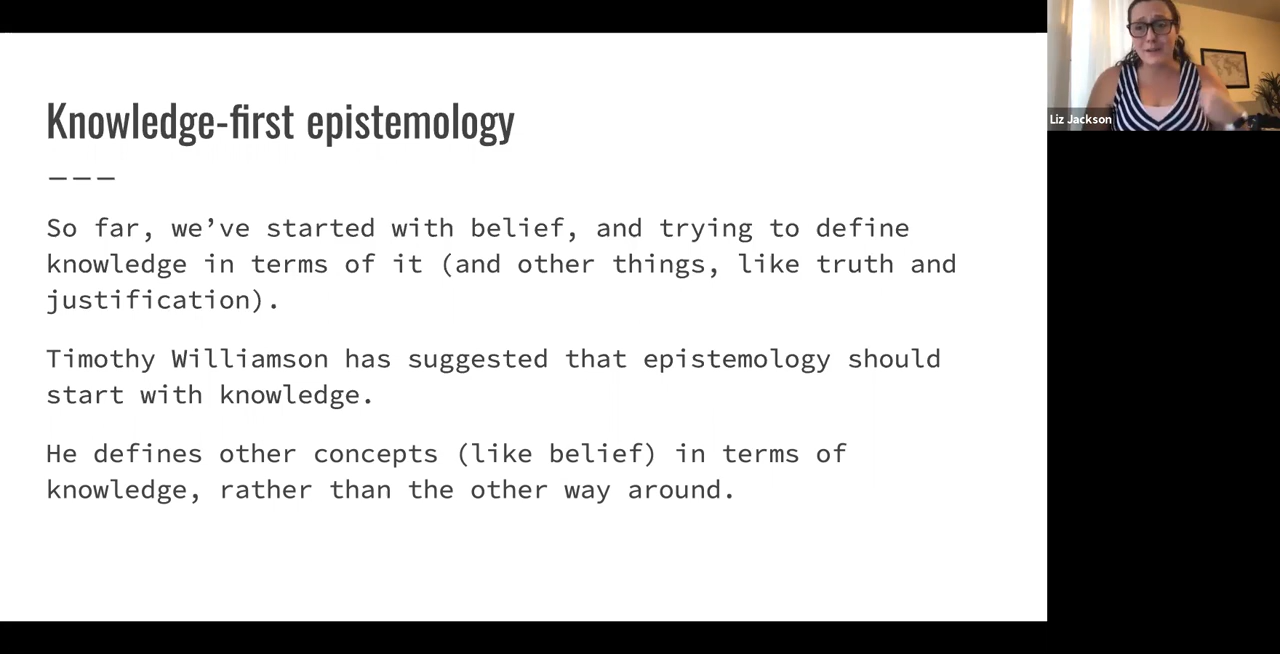 Knowledge-first epistemology
So far, we’ve started with belief, and trying to define
knowledge in terms of it (and other things, like truth and
justification).
Timothy Williamson has suggested that epistemology should
start with knowledge.
He defines other concepts (like belief) in terms of
knowledge, rather than the other way around.
Liz Jackson